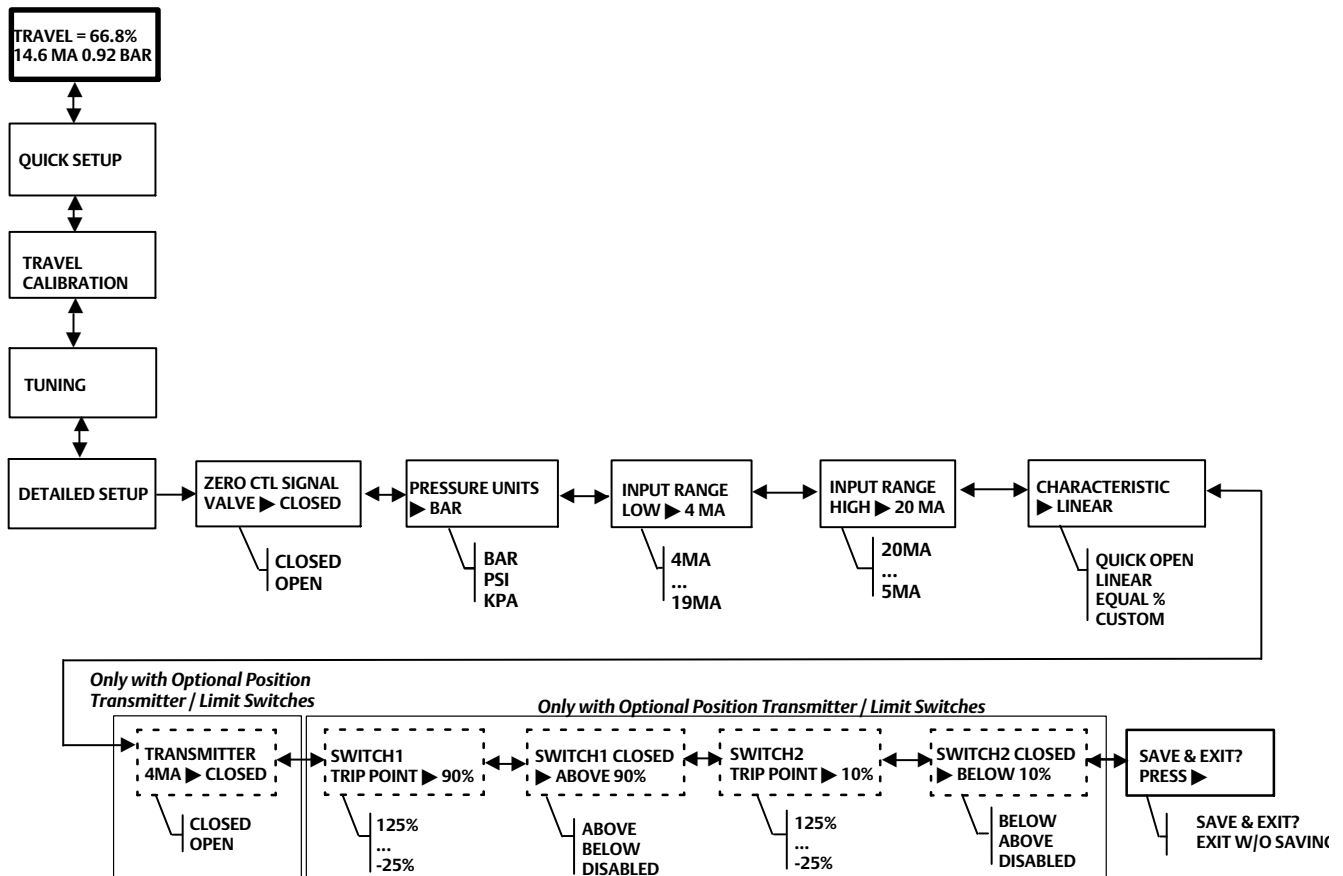 TRAVEL = 66.8%
14.6 MA 0.92 BAR
QUICK SETUP
TRAVEL
CALIBRATION
TUNING
DETAILED SETUP
ZERO CTL SIGNAL
VALVE ▶ CLOSED
CLOSED
OPEN
PRESSURE UNITS
▶ BAR
BAR
PSI
KPA
INPUT RANGE
LOW ▶ 4 MA
4MA
...
19MA
INPUT RANGE
HIGH ▶ 20 MA
20MA
...
5MA
CHARACTERISTIC
▶ LINEAR
QUICK OPEN
LINEAR
EQUAL %
CUSTOM
Only with Optional Position
Transmitter / Limit Switches
TRANSMITTER
4MA ▶ CLOSED
CLOSED
OPEN
Only with Optional Position Transmitter / Limit Switches
SWITCH1
TRIP POINT ▶ 90%
125%
...
-25%
SWITCH1 CLOSED
▶ ABOVE 90%
ABOVE
BELOW
DISABLED
SWITCH2
TRIP POINT ▶ 10%
125%
...
-25%
SWITCH2 CLOSED
▶ BELOW 10%
BELOW
ABOVE
DISABLED
SAVE & EXIT?
PRESS ▶
SAVE & EXIT?
EXIT W/O SAVING